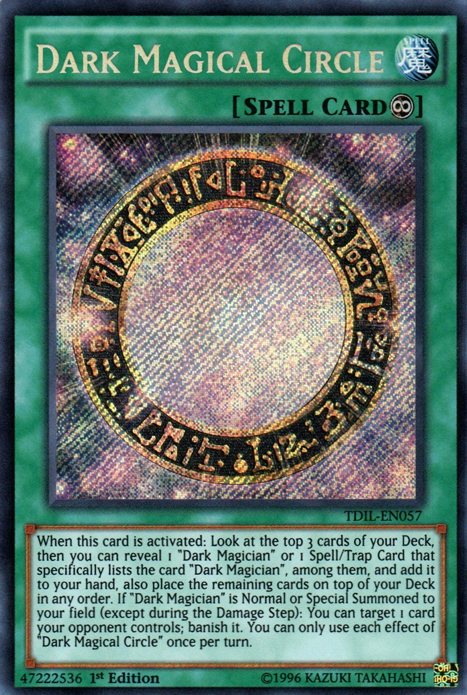 DARK MAGICAL CIRCLE
SPELL
魔
[SPELL CARD]
TDIL-EN057
When this card is activated: Look at the top 3 cards of your Deck,
then you can reveal 1 "Dark Magician" or 1 Spell/Trap Card that
specifically lists the card "Dark Magician", among them, and add it
to your hand, also place the remaining cards on top of your Deck
in any order. If "Dark Magician" is Normal or Special Summoned to
your field (except during the Damage Step): You can target 1 card
your opponent controls; banish it. You can only use each effect of
"Dark Magical Circle" once per turn.
47222536 1st Edition ©1996 KAZUKI TAKAHASHI